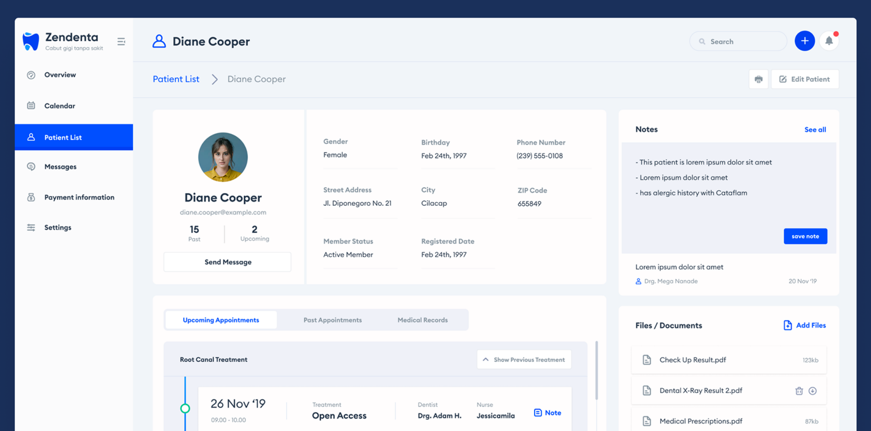 Zendenta
Cabut gigi tanpa sakit
Overview
Calendar
Patient List
Messages
Payment information
Settings
Diane Cooper
Search
Patient List
Diane Cooper
Edit Patient
Diane Cooper
diane.cooper@example.com
15
Past
2
Upcoming
Send Message
Gender
Female
Birthday
Feb 24th, 1997
Phone Number
(239) 555-0108
Street Address
Jl. Diponegoro No. 21
City
Cilacap
ZIP Code
655849
Member Status
Active Member
Registered Date
Feb 24th, 1997
Notes
See all
- This patient is lorem ipsum dolor sit amet
- Lorem ipsum dolor sit amet
- has alergic history with Cataflam
save note
Lorem ipsum dolor sit amet
Drg. Mega Nanade
20 Nov '19
Upcoming Appointments
Past Appointments
Medical Records
Root Canal Treatment
Show Previous Treatment
26 Nov ‘19
09.00 - 10.00
Treatment
Open Access
Dentist
Drg. Adam H.
Nurse
Jessicamila
Note
Files / Documents
Add Files
Check Up Result.pdf
123kb
Dental X-Ray Result 2.pdf
Medical Prescriptions.pdf
87kb